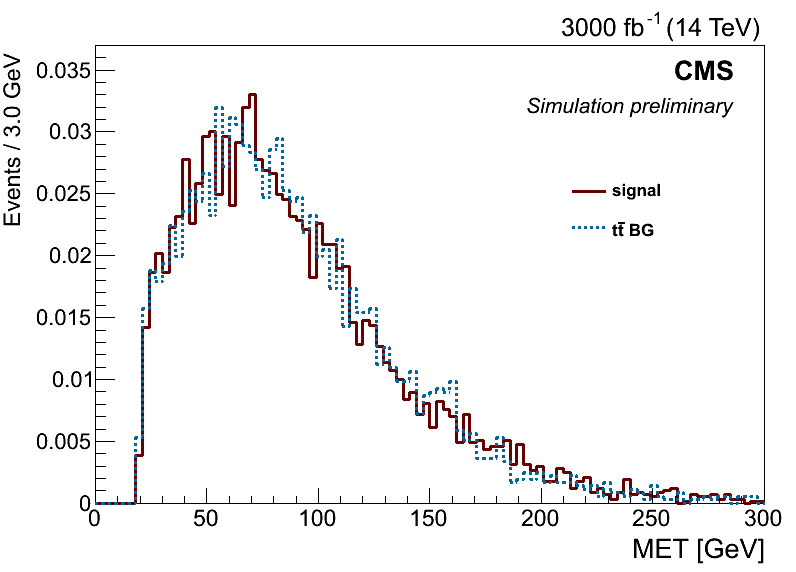 3000 fb⁻¹ (14 TeV)
CMS
Simulation preliminary
Events / 3.0 GeV
0.035
0.03
0.025
0.02
0.015
0.01
0.005
0
signal
tt̄ BG
0 50 100 150 200 250 300
MET [GeV]